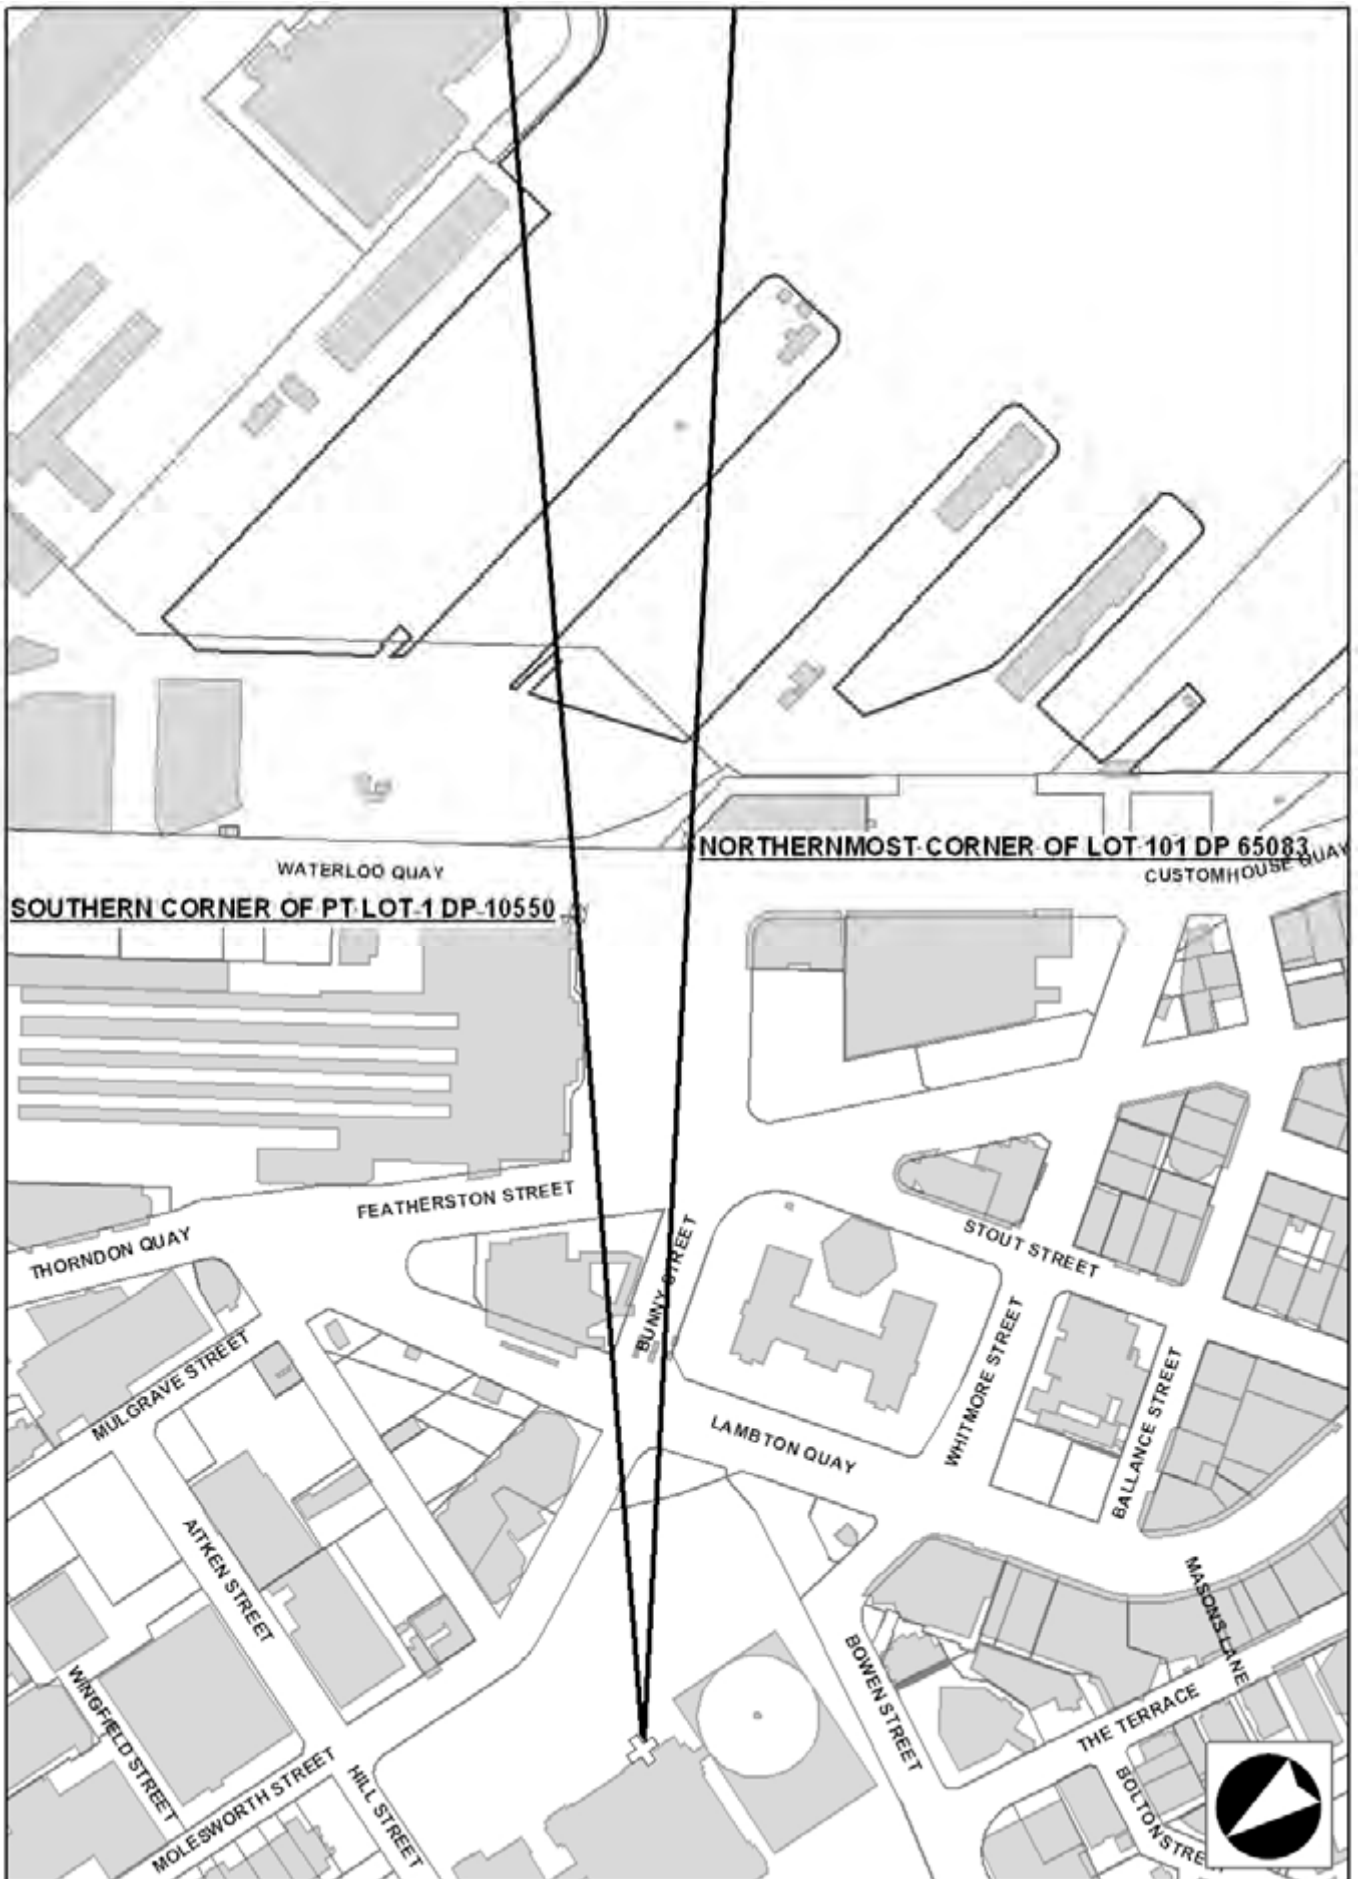 NORTHERNMOST CORNER OF LOT 101 DP 65083
WATERLOO QUAY
CUSTOMHOUSE QUAY
SOUTHERN CORNER OF PT LOT 1 DP 10550
FEATHERSTON STREET
THORNDON QUAY
BUNNY STREET
STOUT STREET
MULGRAVE STREET
WHITMORE STREET
BALLANCE STREET
LAMBTON QUAY
AITKEN STREET
MASONS LANE
BOWEN STREET
WINGFIELD STREET
THE TERRACE
HILL STREET
MOLESWORTH STREET
BOLTON STREE